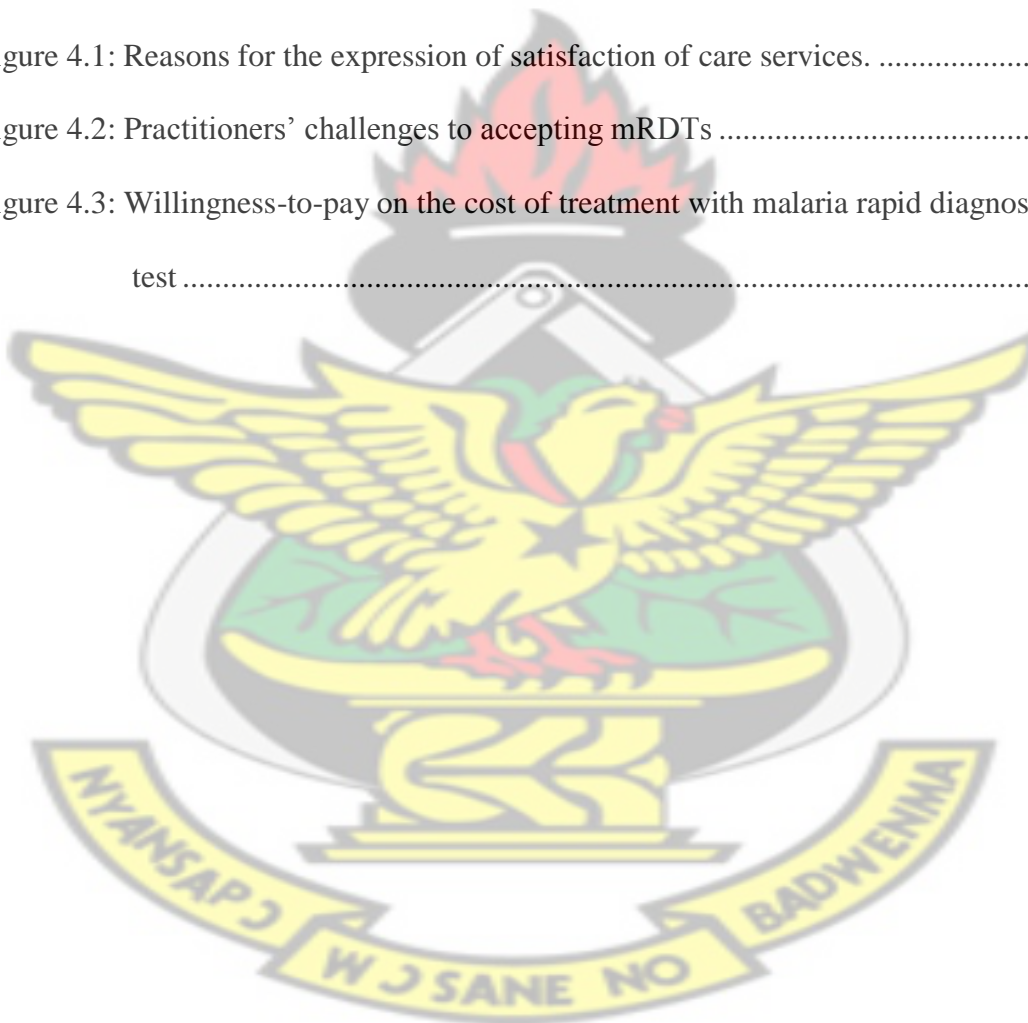 gure 4.1: Reasons for the expression of satisfaction of care services. ...................
gure 4.2: Practitioners’ challenges to accepting mRDTs .......................................
gure 4.3: Willingness-to-pay on the cost of treatment with malaria rapid diagnos
test ...........................................................................................................
NYANSAPƆ WƆSANE NO BADWENMA